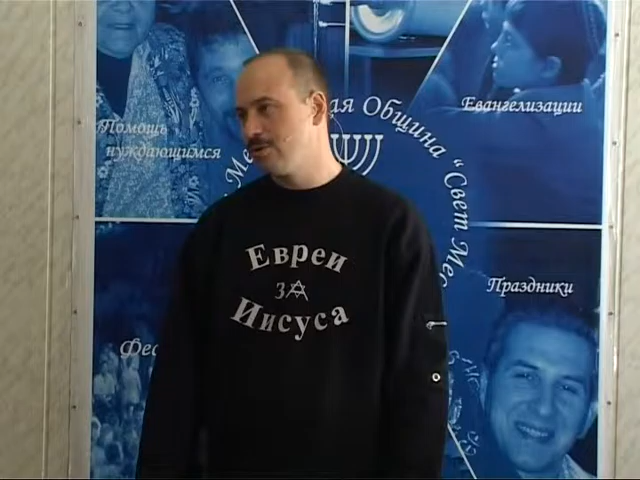 Помощь
нуждающимся
ая Община "Свет Мес
Евангелизации
Праздники
Евреи
ЗА
Иисуса